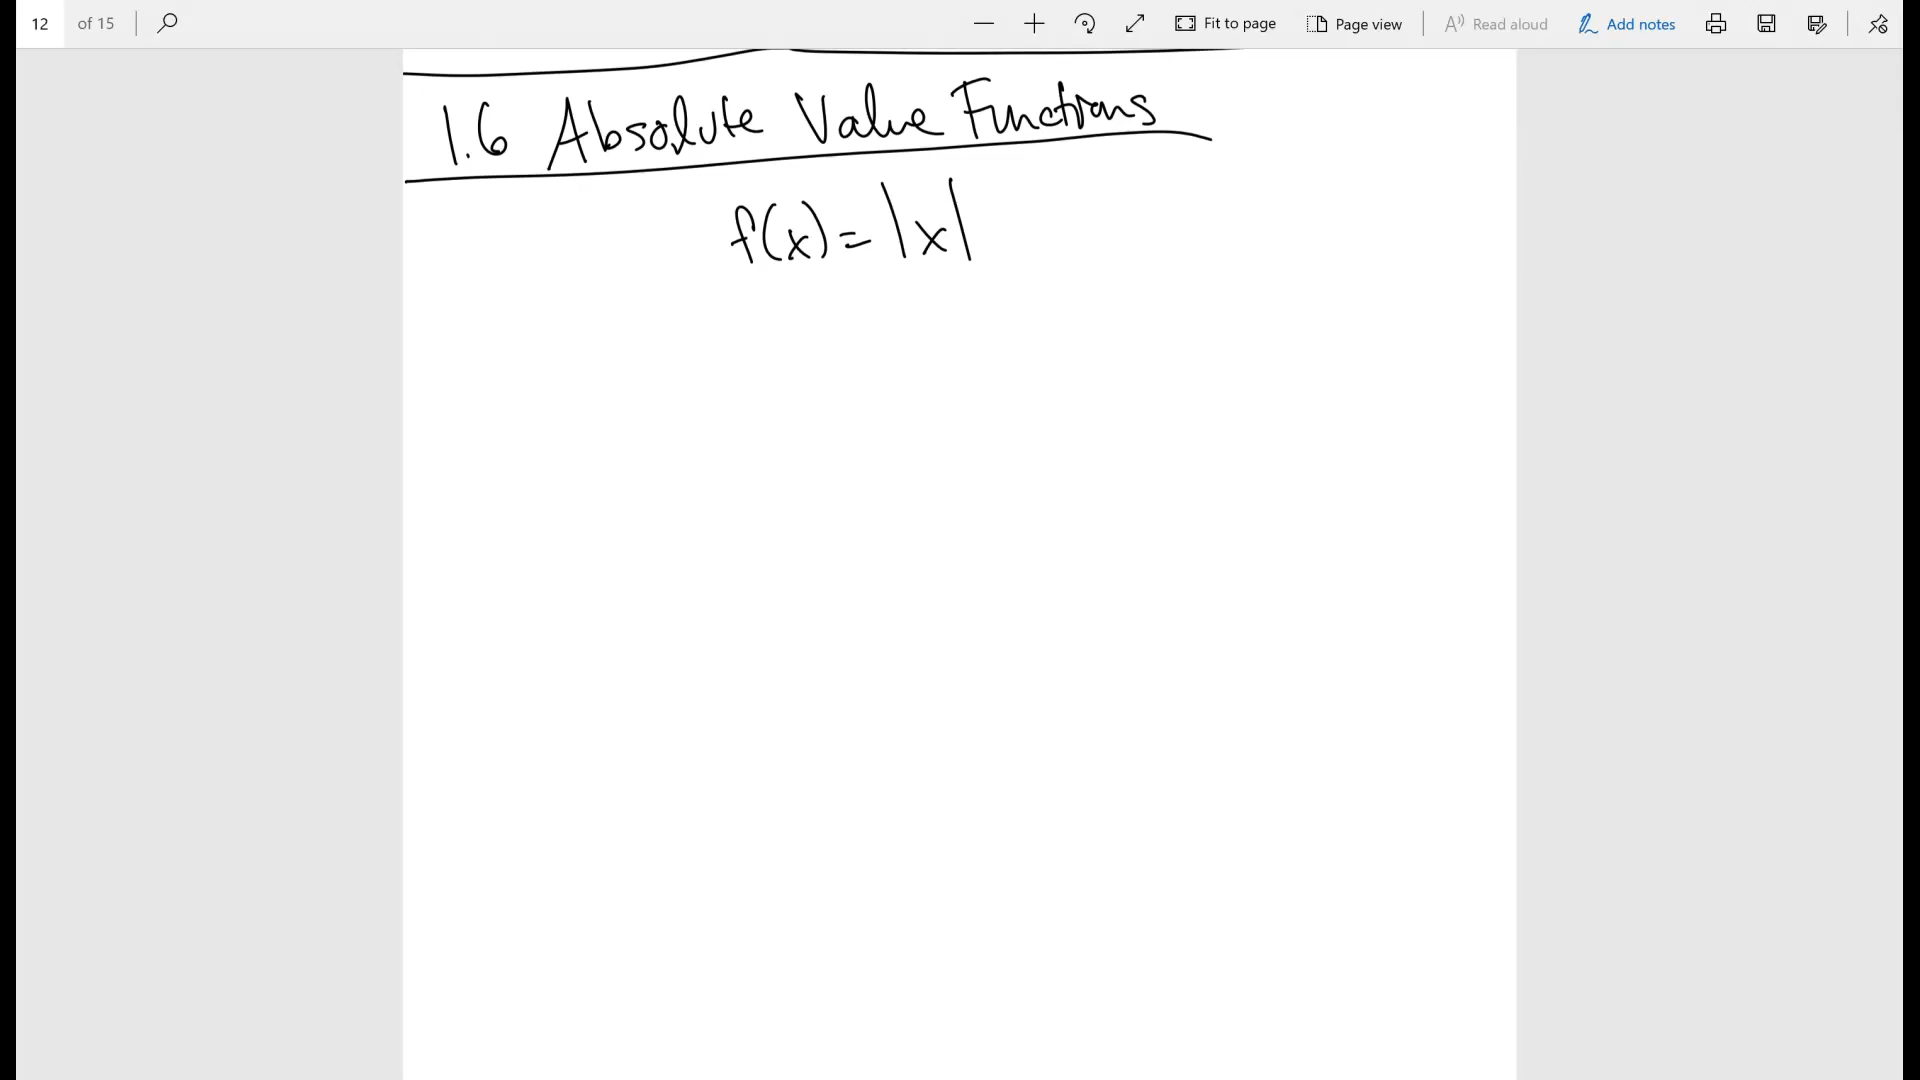 12 of 15 Fit to page Page view Read aloud Add notes
1.6 Absolute Value Functions
f(x)=|x|